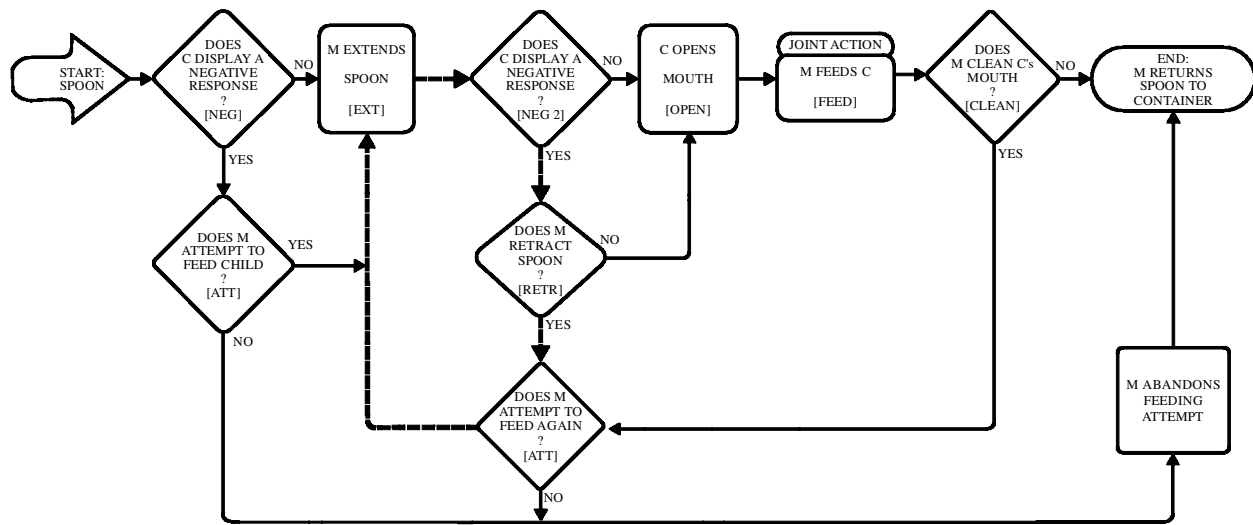 START:
SPOON
DOES
C DISPLAY A
NEGATIVE
RESPONSE
?
[NEG]
NO
YES
M EXTENDS
SPOON
[EXT]
DOES
C DISPLAY A
NEGATIVE
RESPONSE
?
[NEG 2]
NO
YES
C OPENS
MOUTH
[OPEN]
JOINT ACTION
M FEEDS C
[FEED]
DOES
M CLEAN C's
MOUTH
?
[CLEAN]
NO
YES
END:
M RETURNS
SPOON TO
CONTAINER
DOES M
ATTEMPT TO
FEED CHILD
?
[ATT]
YES
NO
DOES M
RETRACT
SPOON
?
[RETR]
NO
YES
DOES M
ATTEMPT TO
FEED AGAIN
?
[ATT]
NO
M ABANDONS
FEEDING
ATTEMPT